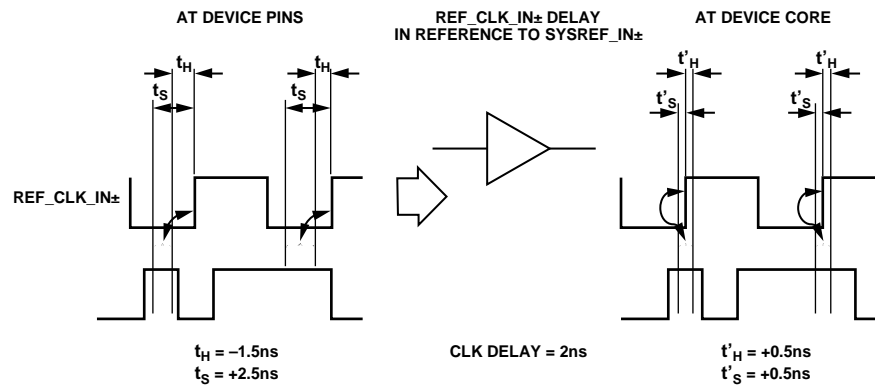 AT DEVICE PINS
REF_CLK_IN± DELAY
IN REFERENCE TO SYSREF_IN±
AT DEVICE CORE
tH
tH
tS
tS
t'H
t'H
t'S
t'S
REF_CLK_IN±
tH = –1.5ns
tS = +2.5ns
CLK DELAY = 2ns
t'H = +0.5ns
t'S = +0.5ns